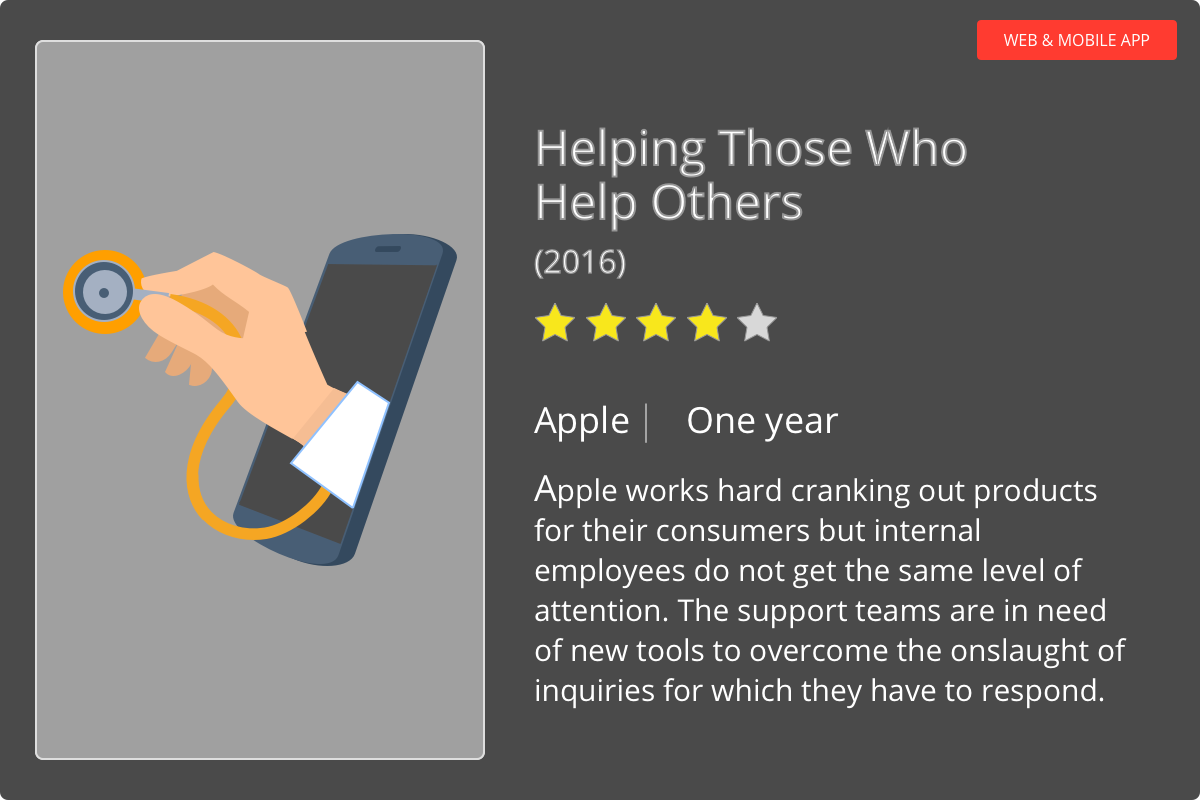 WEB & MOBILE APP
Helping Those Who
Help Others
(2016)
Apple | One year
Apple works hard cranking out products
for their consumers but internal
employees do not get the same level of
attention. The support teams are in need
of new tools to overcome the onslaught of
inquiries for which they have to respond.